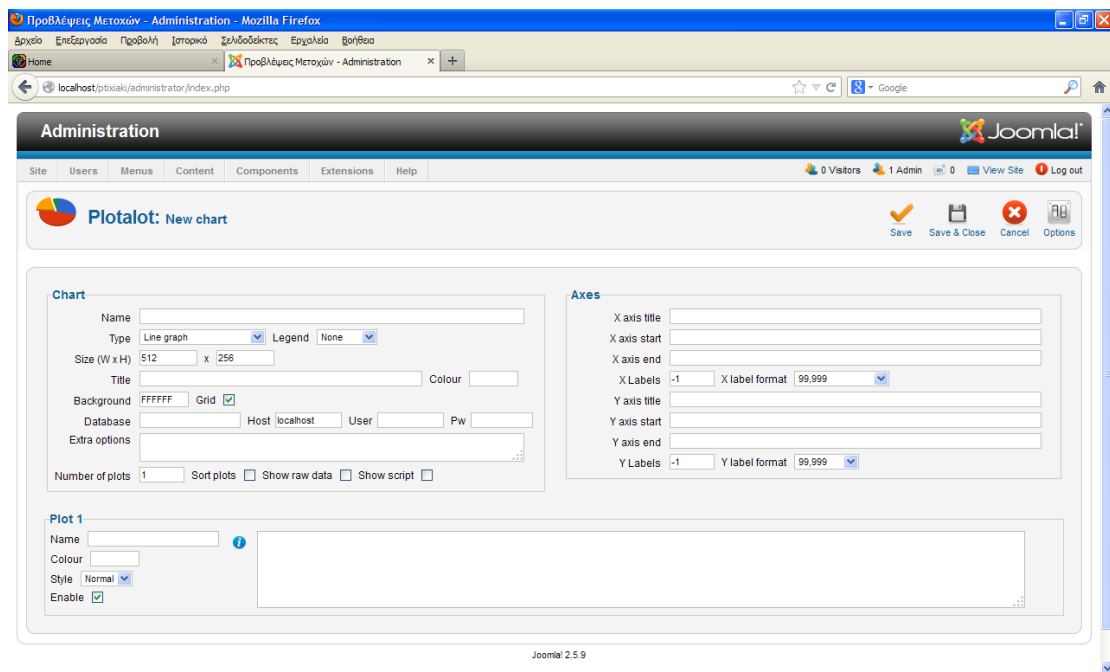 Προβλέψεις Μετοχών - Administration - Mozilla Firefox
Αρχείο Επεξεργασία Προβολή Ιστορικό Σελιδοδείκτες Εργαλεία Βοήθεια
Home
Προβλέψεις Μετοχών - Administration
localhost/ptixiaki/administrator/index.php
Google
Administration
Joomla!
Site Users Menus Content Components Extensions Help
0 Visitors 1 Admin 0 View Site Log out
Plotalot: New chart
Save Save & Close Cancel Options
Chart
Name
Type Line graph Legend None
Size (W x H) 512 x 256
Title Colour
Background FFFFFF Grid
Database Host localhost User Pw
Extra options
Number of plots 1 Sort plots Show raw data Show script
Axes
X axis title
X axis start
X axis end
X Labels -1 X label format 99,999
Y axis title
Y axis start
Y axis end
Y Labels -1 Y label format 99,999
Plot 1
Name
Colour
Style Normal
Enable
Joomla! 2.5.9